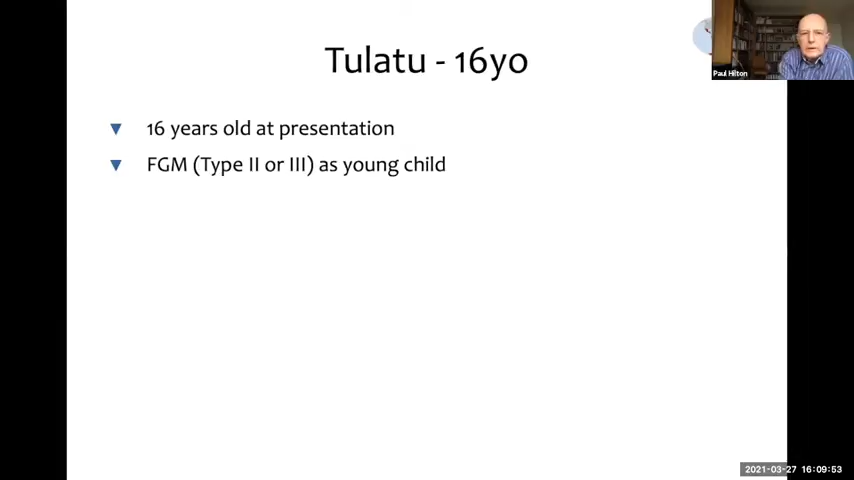 Tulatu - 16yo
Paul Hilton
16 years old at presentation
FGM (Type II or III) as young child
2021-03-27 16:09:53